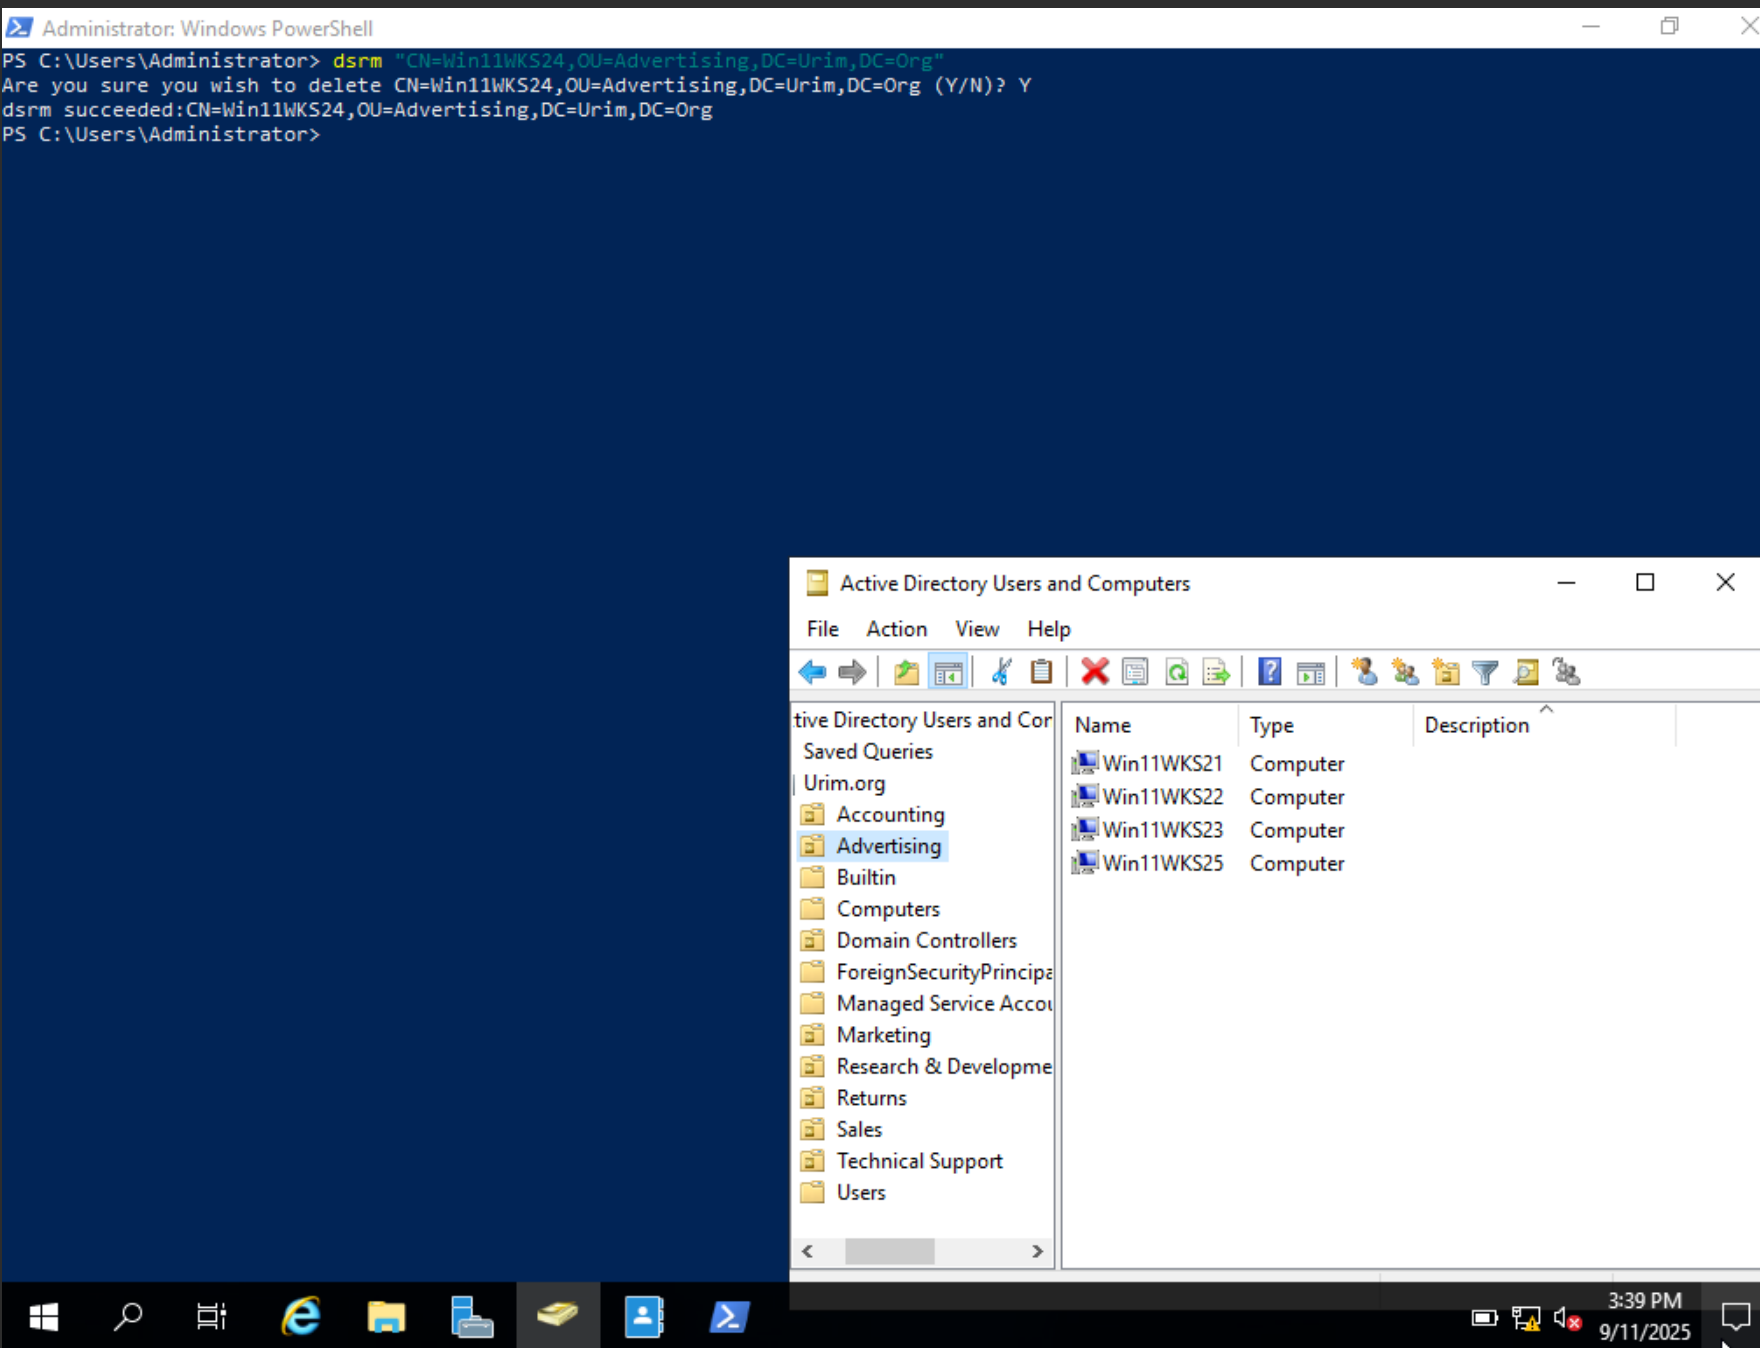 Administrator: Windows PowerShell
PS C:\Users\Administrator> dsrm "CN=Win11WKS24,OU=Advertising,DC=Urim,DC=Org"
Are you sure you wish to delete CN=Win11WKS24,OU=Advertising,DC=Urim,DC=Org (Y/N)? Y
dsrm succeeded:CN=Win11WKS24,OU=Advertising,DC=Urim,DC=Org
PS C:\Users\Administrator>
Active Directory Users and Computers
File Action View Help
tive Directory Users and Cor
Saved Queries
Urim.org
Accounting
Advertising
Builtin
Computers
Domain Controllers
ForeignSecurityPrincipa
Managed Service Accou
Marketing
Research & Developme
Returns
Sales
Technical Support
Users
Name Type Description
Win11WKS21 Computer
Win11WKS22 Computer
Win11WKS23 Computer
Win11WKS25 Computer
3:39 PM
9/11/2025